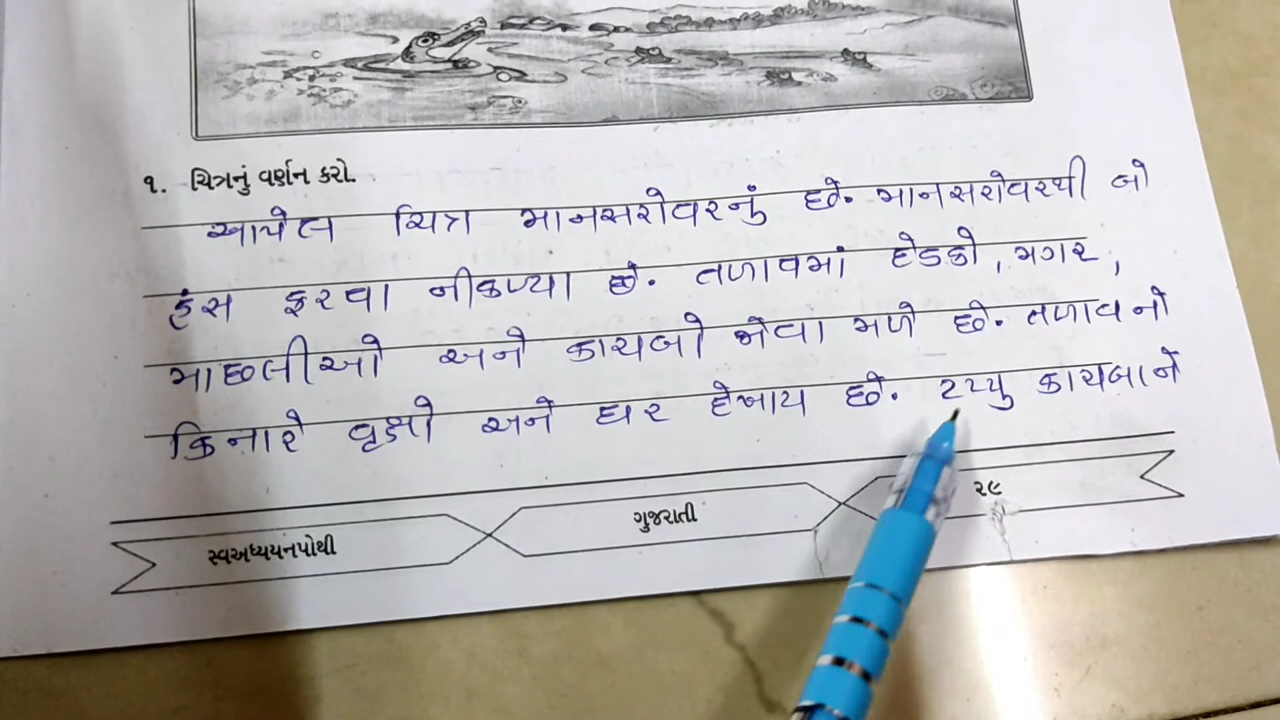 ૧. ચિત્રનું વર્ણન કરો.
આપેલ ચિત્ર માનસરોવરનું છે. માનસરોવરથી બો
હંસ ફરવા નીકળ્યા છે. તળાવમાં દેડકો, મગર,
માછલીઓ અને કાચબો જોવા મળે છે. તળાવનો
કિનારે વૃક્ષો અને ઘર દેખાય છે. ટપ્પુ કાચબાને
સ્વઅધ્યયનપોથી ગુજરાતી ૨૯